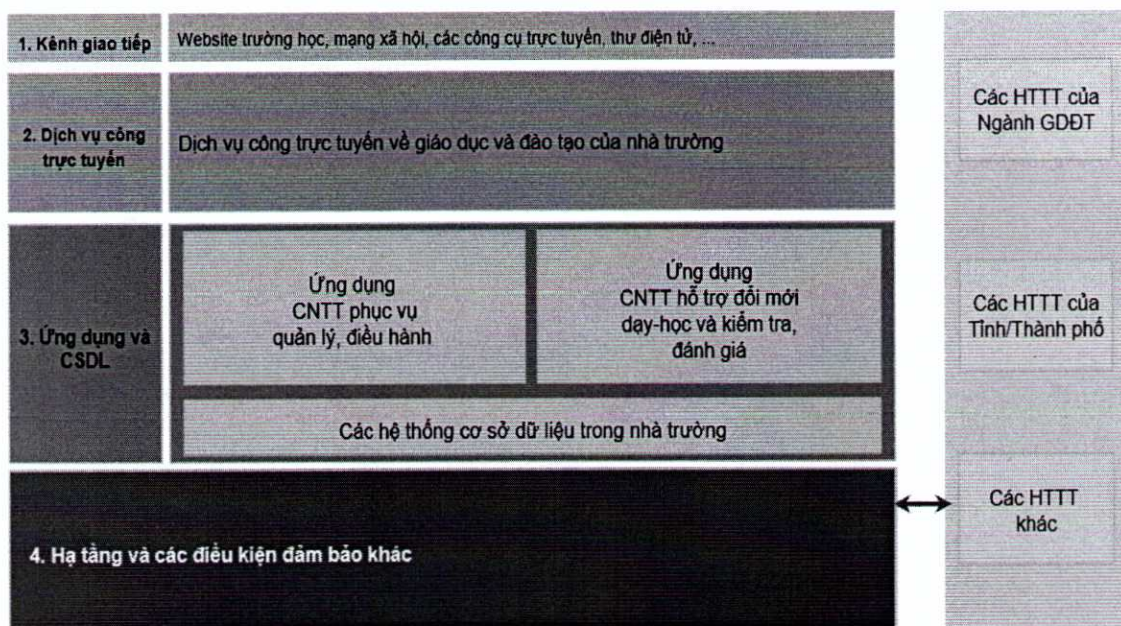 1. Kênh giao tiếp
Website trường học, mạng xã hội, các công cụ trực tuyến, thư điện tử, ...
2. Dịch vụ công
trực tuyến
Dịch vụ công trực tuyến về giáo dục và đào tạo của nhà trường
3. Ứng dụng và
CSDL
Ứng dụng
CNTT phục vụ
quản lý, điều hành
Ứng dụng
CNTT hỗ trợ đổi mới
dạy-học và kiểm tra,
đánh giá
Các hệ thống cơ sở dữ liệu trong nhà trường
4. Hạ tầng và các điều kiện đảm bảo khác
Các HTTT của
Ngành GDĐT
Các HTTT của
Tỉnh/Thành phố
Các HTTT
khác